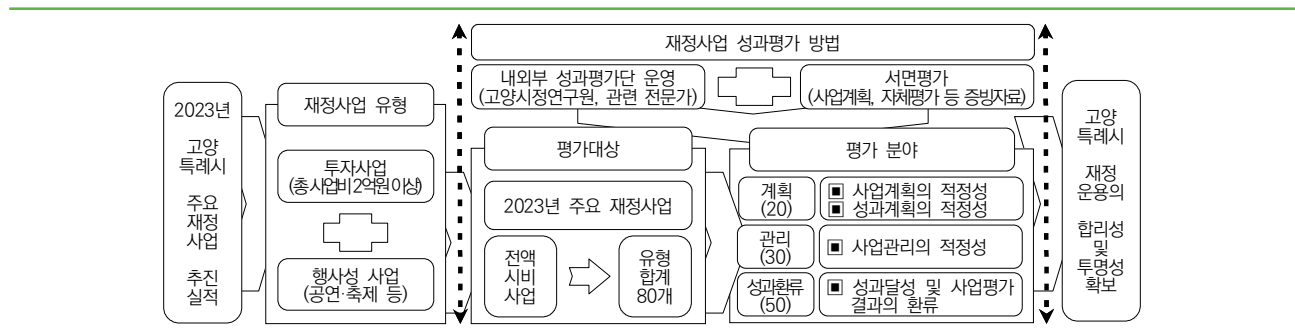 재정사업 성과평가 방법
내외부 성과평가단 운영
(고양시정연구원, 관련 전문가)
서면평가
(사업계획, 자체평가 등 증빙자료)
2023년
고양
특례시
주요
재정
사업
추진
실적
재정사업 유형
투자사업
(총사업비2억원이상)
행사성 사업
(공연·축제 등)
평가대상
2023년 주요 재정사업
전액
시비
사업
유형
합계
80개
평가 분야
계획
(20)
▣ 사업계획의 적정성
▣ 성과계획의 적정성
관리
(30)
▣ 사업관리의 적정성
성과환류
(50)
▣ 성과달성 및 사업평가
결과의 환류
고양
특례시
재정
운용의
합리성
및
투명성
확보